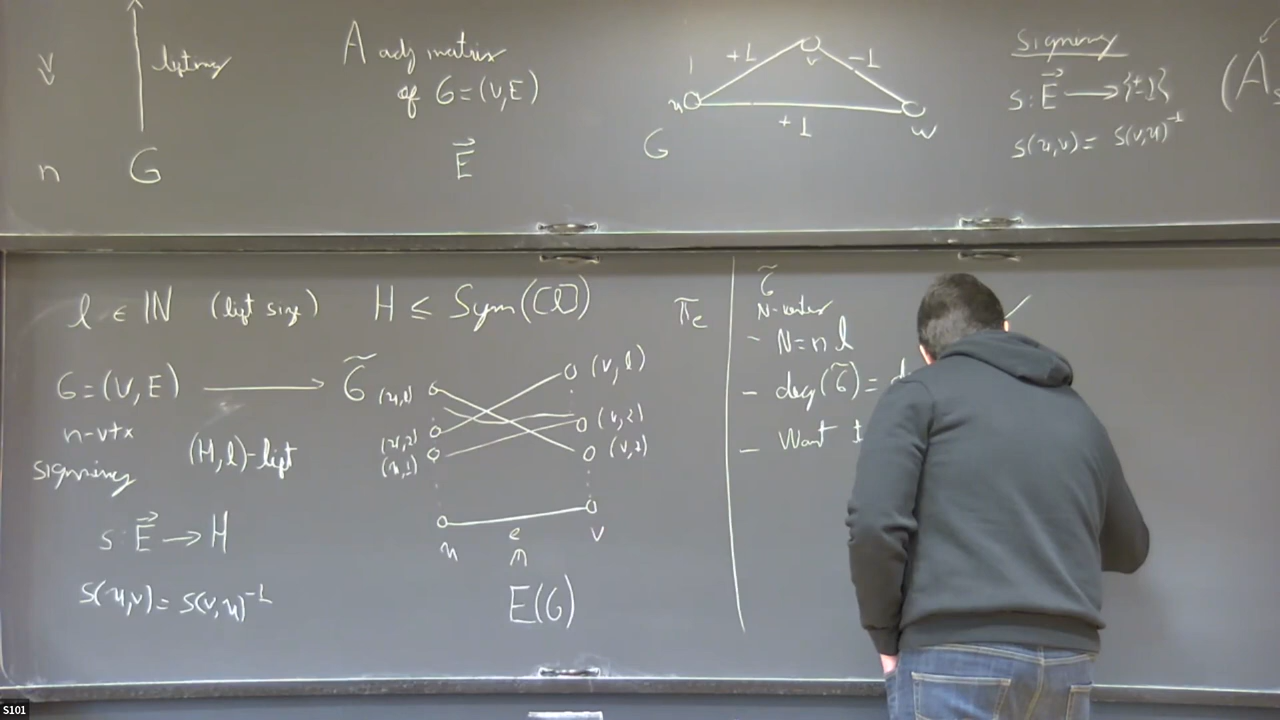 A adj matrix
of G=(V,E)
E⃗
n G
+1 -1
u v w
+1
G
Signing
s: E⃗ → {±1}
s(u,v) = s(v,u)⁻¹
(A_s
l ∈ ℕ (lift size) H ≤ Sym([l])
G=(V,E) → G̃
n-vtx
(H,l)-lift
signing
s: E⃗ → H
s(u,v) = s(v,u)⁻¹
(u,l) (v,l)
(u,2) (v,2)
(u,1) (v,1)
u e v
E(G)
π_e
G̃
N-vertex
- N=n l
- deg(G̃) =
- Want
S101